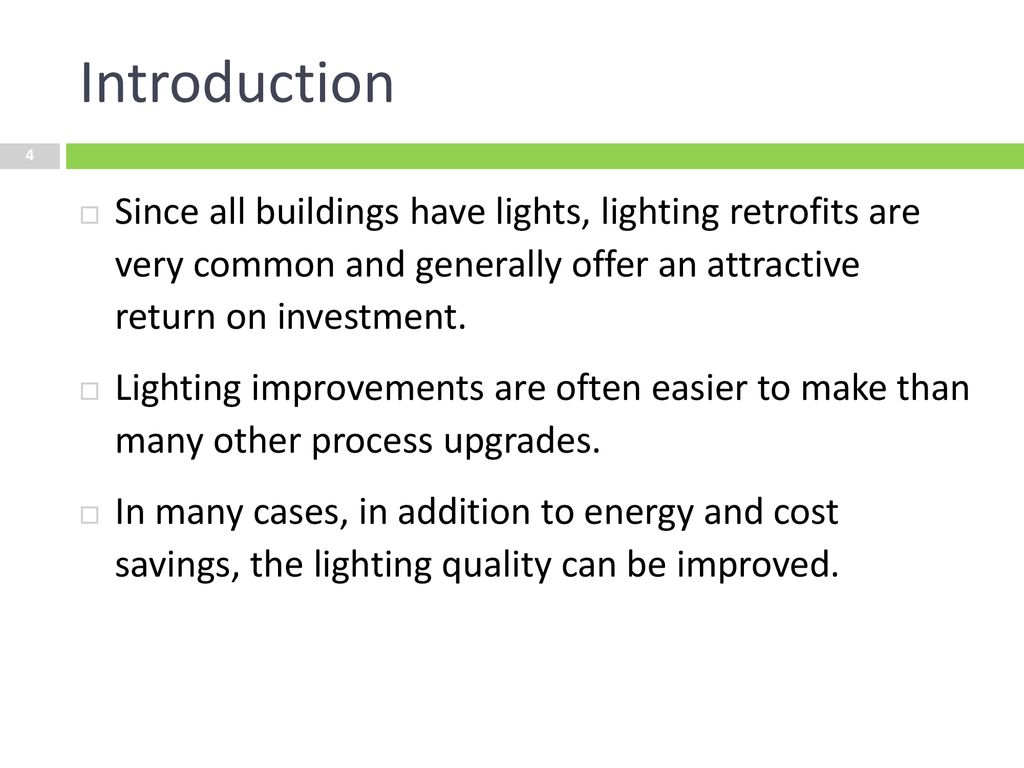 Introduction
4
Since all buildings have lights, lighting retrofits are
very common and generally offer an attractive
return on investment.
Lighting improvements are often easier to make than
many other process upgrades.
In many cases, in addition to energy and cost
savings, the lighting quality can be improved.